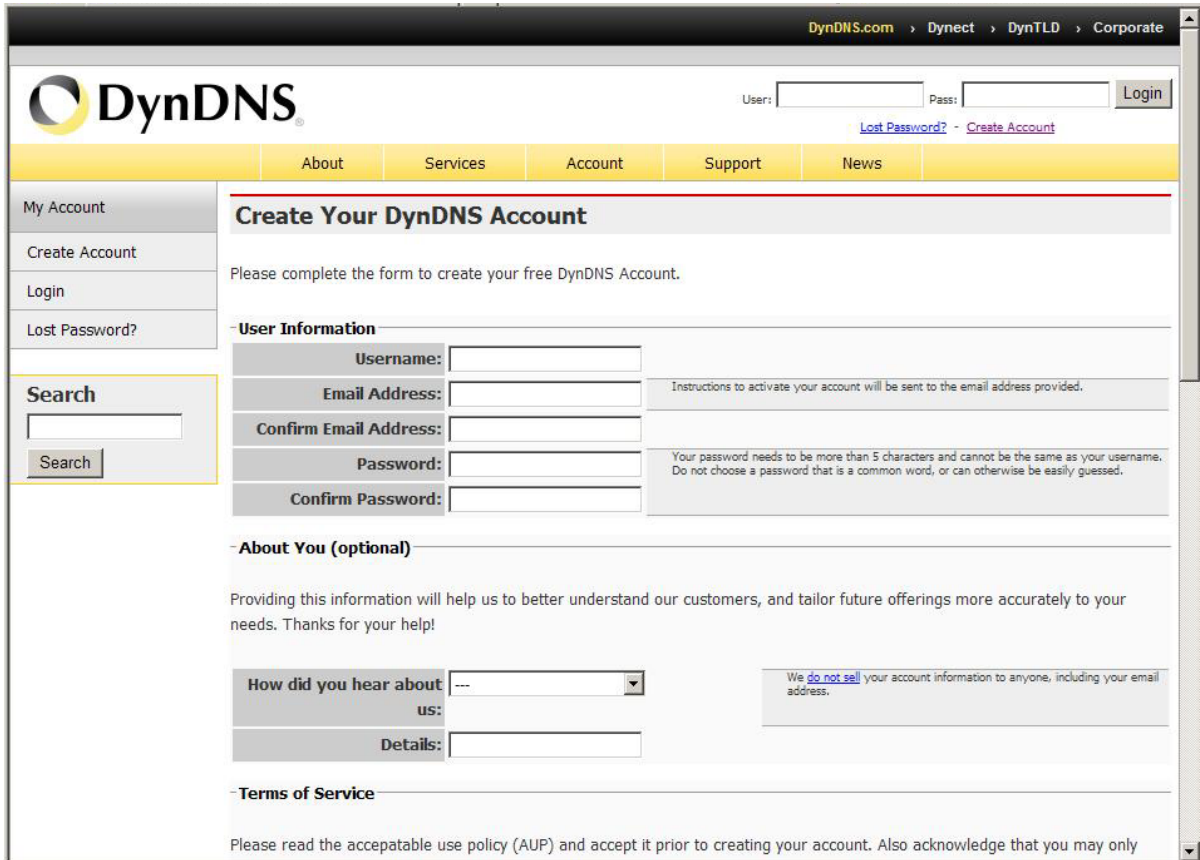 DynDNS.com › Dynect › DynTLD › Corporate
DynDNS®
User: Pass: Login
Lost Password? - Create Account
About Services Account Support News
My Account
Create Account
Login
Lost Password?
Search
Search
Create Your DynDNS Account
Please complete the form to create your free DynDNS Account.
User Information
Username:
Email Address:
Instructions to activate your account will be sent to the email address provided.
Confirm Email Address:
Password:
Your password needs to be more than 5 characters and cannot be the same as your username.
Do not choose a password that is a common word, or can otherwise be easily guessed.
Confirm Password:
About You (optional)
Providing this information will help us to better understand our customers, and tailor future offerings more accurately to your
needs. Thanks for your help!
How did you hear about
us:
---
We do not sell your account information to anyone, including your email
address.
Details:
Terms of Service
Please read the accepatable use policy (AUP) and accept it prior to creating your account. Also acknowledge that you may only